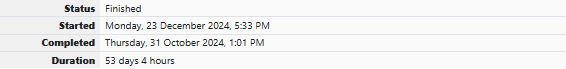 Status Finished
Started Monday, 23 December 2024, 5:33 PM
Completed Thursday, 31 October 2024, 1:01 PM
Duration 53 days 4 hours